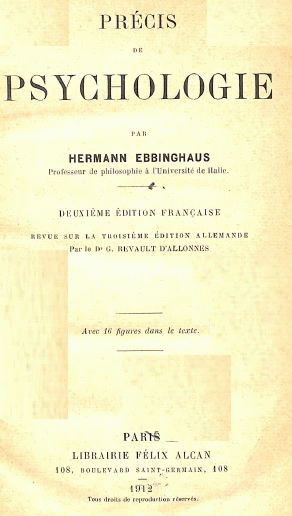 PRÉCIS
DE
PSYCHOLOGIE
PAR
HERMANN EBBINGHAUS
Professeur de philosophie à l'Université de Halle.
DEUXIÈME ÉDITION FRANÇAISE
REVUE SUR LA TROISIÈME ÉDITION ALLEMANDE
Par le Dr G. REVAULT D'ALLONNES
Avec 16 figures dans le texte.
PARIS
LIBRAIRIE FÉLIX ALCAN
108, BOULEVARD SAINT-GERMAIN, 108
1912
Tous droits de reproduction réservés.